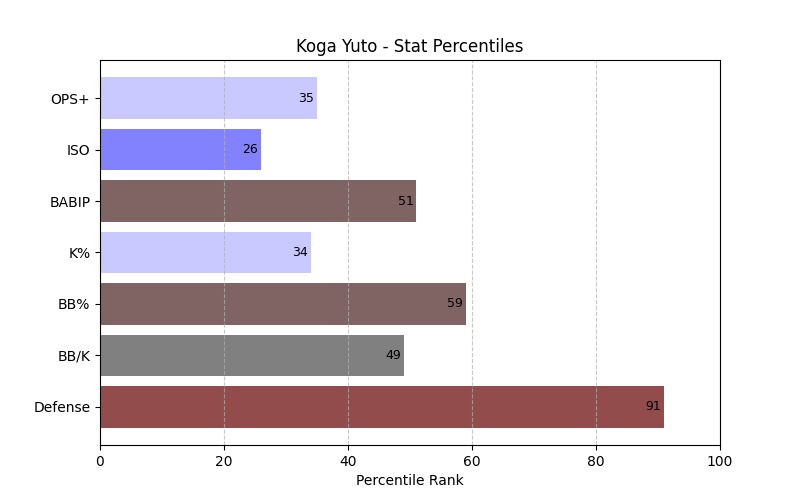 Koga Yuto - Stat Percentiles
OPS+ 35
ISO 26
BABIP 51
K% 34
BB% 59
BB/K 49
Defense 91
0 20 40 60 80 100
Percentile Rank